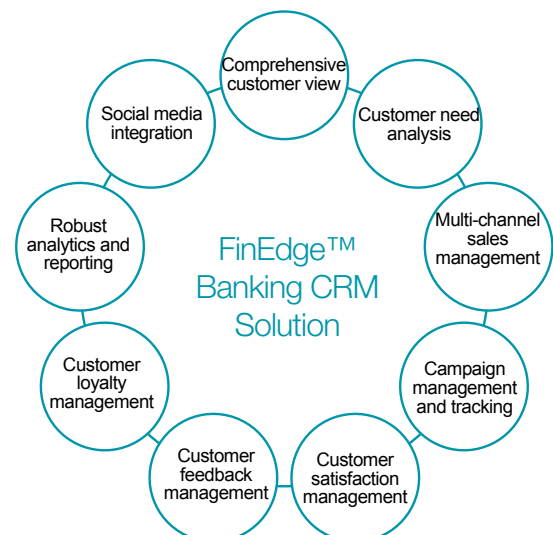 Comprehensive
customer view
Customer need
analysis
Multi-channel
sales
management
Campaign
management
and tracking
Customer
satisfaction
management
Customer
feedback
management
Customer
loyalty
management
Robust
analytics and
reporting
Social media
integration
FinEdge™
Banking CRM
Solution